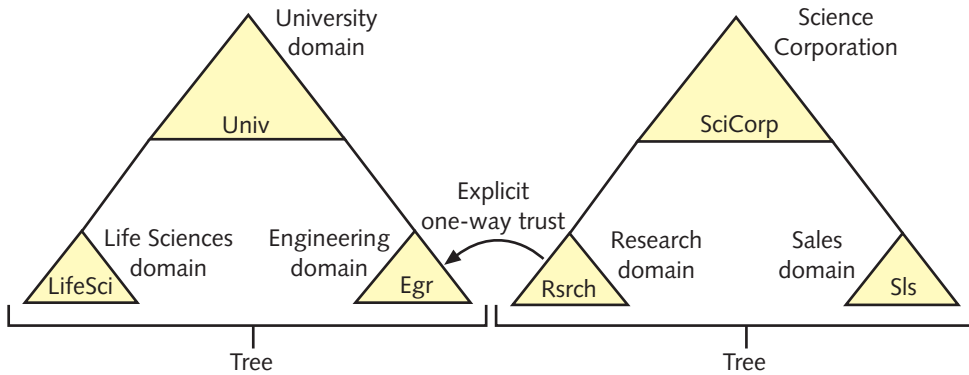 University
domain
Science
Corporation
Univ
SciCorp
Explicit
one-way trust
Life Sciences
domain
Engineering
domain
Research
domain
Sales
domain
LifeSci
Egr
Rsrch
Sls
Tree
Tree